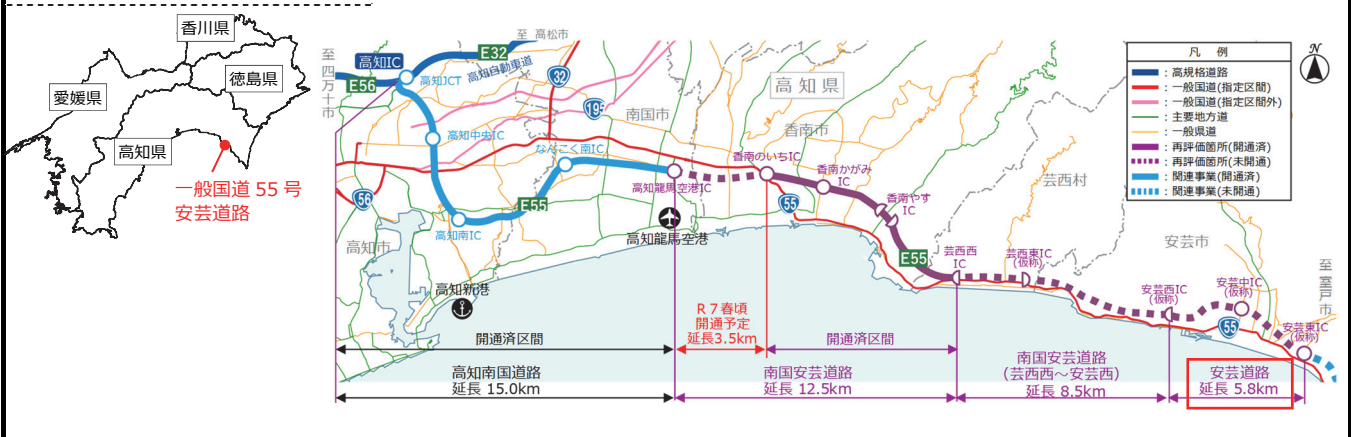 香川県
徳島県
愛媛県
高知県
一般国道 55 号
安芸道路
至 高松市
至四万十市
高知IC
E32
E56
高知JCT
高知自動車道
32
195
高知県
南国市
香南市
高知中央IC
なんこく南IC
香南のいちIC
香南かがみ
IC
芸西村
高知龍馬空港IC
香南やす
IC
56
E55
55
高知南IC
高知龍馬空港
高知市
安芸市
E55
芸西西
IC
芸西東IC
(仮称)
至室戸市
高知新港
安芸西IC
(仮称)
安芸中IC
(仮称)
55
安芸東IC
(仮称)
凡 例
: 高規格道路
: 一般国道(指定区間)
: 一般国道(指定区間外)
: 主要地方道
: 一般県道
: 再評価箇所(開通済)
: 再評価箇所(未開通)
: 関連事業(開通済)
: 関連事業(未開通)
N
R7春頃
開通予定
延長3.5km
開通済区間
開通済区間
高知南国道路
延長 15.0km
南国安芸道路
延長 12.5km
南国安芸道路
(芸西西～安芸西)
延長 8.5km
安芸道路
延長 5.8km